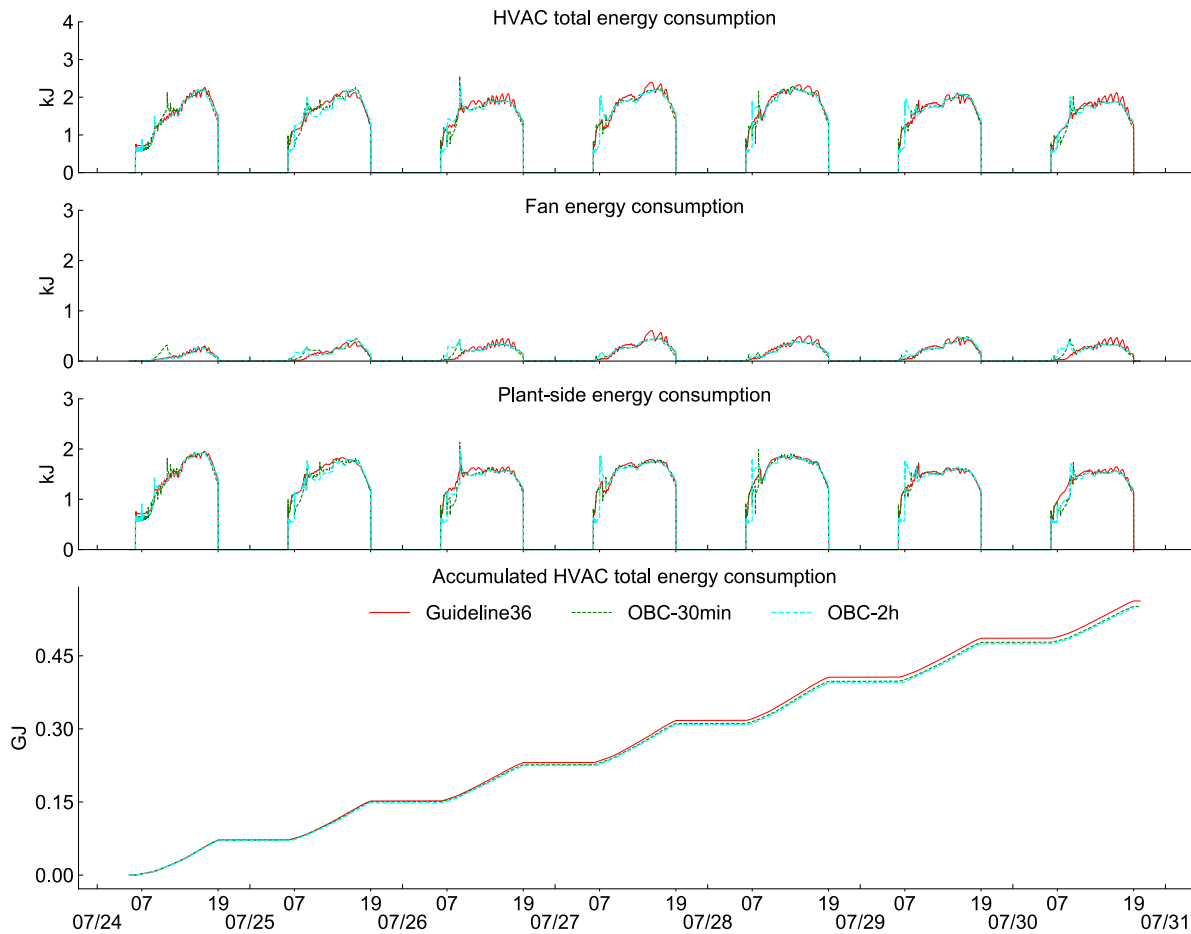 HVAC total energy consumption
4
3
2
1
0
kJ
Fan energy consumption
3
2
1
0
kJ
Plant-side energy consumption
3
2
1
0
kJ
Accumulated HVAC total energy consumption
Guideline36 OBC-30min OBC-2h
0.45
0.30
0.15
0.00
GJ
07 19 07 19 07 19 07 19 07 19 07 19 07 19
07/24 07/25 07/26 07/27 07/28 07/29 07/30 07/31